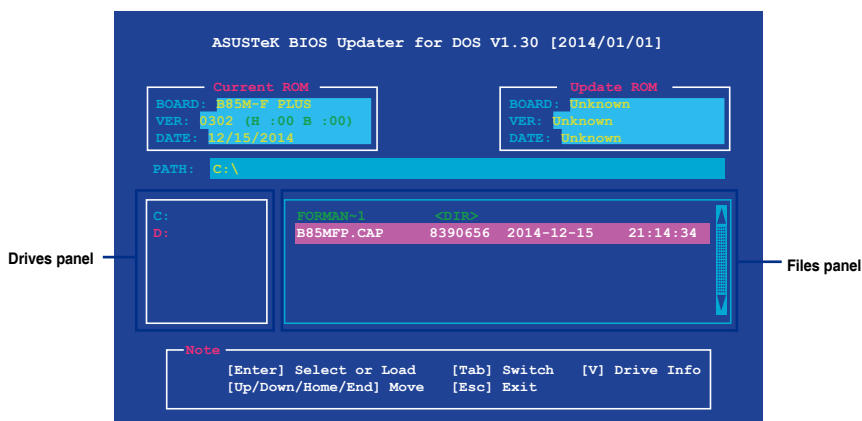 ASUSTeK BIOS Updater for DOS V1.30 [2014/01/01]
Current ROM
BOARD: B85M-F PLUS
VER: 0302 (H :00 B :00)
DATE: 12/15/2014
Update ROM
BOARD: Unknown
VER: Unknown
DATE: Unknown
PATH: C:\
C:
D:
FORMAN~1 <DIR>
B85MFP.CAP 8390656 2014-12-15 21:14:34
Drives panel
Files panel
Note
[Enter] Select or Load [Tab] Switch [V] Drive Info
[Up/Down/Home/End] Move [Esc] Exit